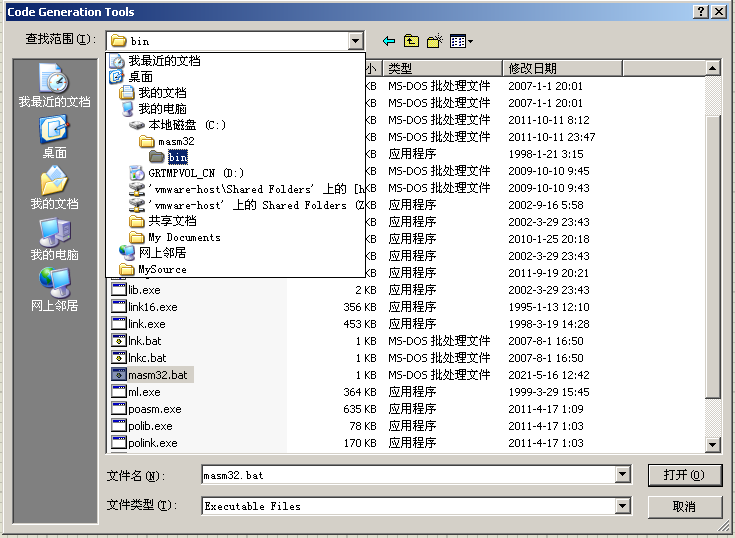 Code Generation Tools
查找范围(I):
bin
我最近的文档
桌面
我的文档
我的电脑
本地磁盘 (C:)
masm32
bin
GRTMPVOL_CN (D:)
'vmware-host\Shared Folders' 上的 [h
'vmware-host' 上的 Shared Folders (Z
共享文档
My Documents
网上邻居
MySource
我最近的文档
桌面
我的文档
我的电脑
网上邻居
小 类型 修改日期
KB MS-DOS 批处理文件 2007-1-1 20:01
KB MS-DOS 批处理文件 2007-1-1 20:01
KB MS-DOS 批处理文件 2011-10-11 8:12
KB MS-DOS 批处理文件 2011-10-11 23:47
KB 应用程序 1998-1-21 3:15
KB MS-DOS 批处理文件 2009-10-10 9:45
KB MS-DOS 批处理文件 2009-10-10 9:43
KB 应用程序 2002-9-16 5:58
KB 应用程序 2002-3-29 23:43
KB 应用程序 2010-1-25 20:18
KB 应用程序 2002-3-29 23:43
KB 应用程序 2011-9-19 20:21
lib.exe 2 KB 应用程序 2002-3-29 23:43
link16.exe 356 KB 应用程序 1995-1-13 12:10
link.exe 453 KB 应用程序 1998-3-19 14:28
lnk.bat 1 KB MS-DOS 批处理文件 2007-8-1 16:50
lnkc.bat 1 KB MS-DOS 批处理文件 2007-8-1 16:50
masm32.bat 1 KB MS-DOS 批处理文件 2021-5-16 12:42
ml.exe 364 KB 应用程序 1999-3-29 15:45
poasm.exe 635 KB 应用程序 2011-4-17 1:09
polib.exe 78 KB 应用程序 2011-4-17 1:03
polink.exe 170 KB 应用程序 2011-4-17 1:03
文件名(N): masm32.bat 打开(O)
文件类型(T): Executable Files 取消